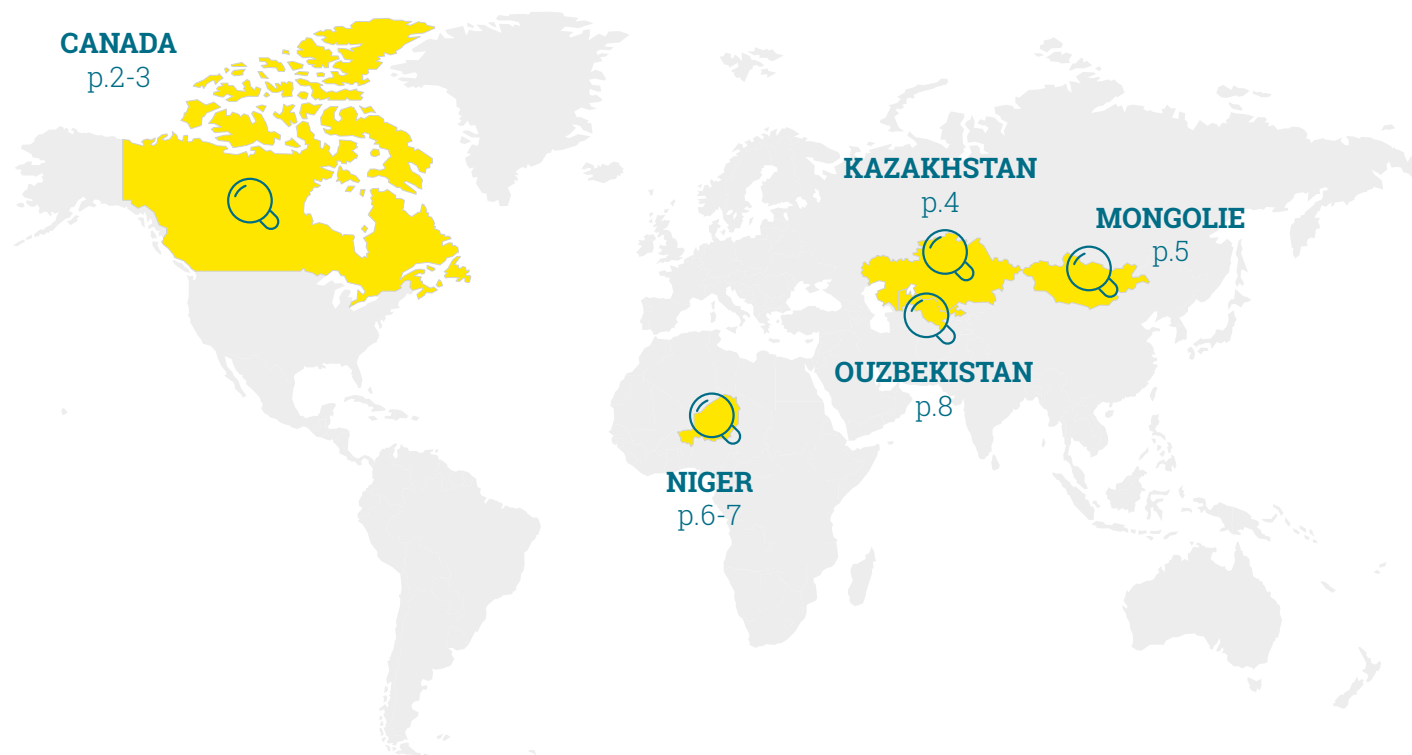 CANADA
p.2-3
KAZAKHSTAN
p.4
MONGOLIE
p.5
OUZBEKISTAN
p.8
NIGER
p.6-7